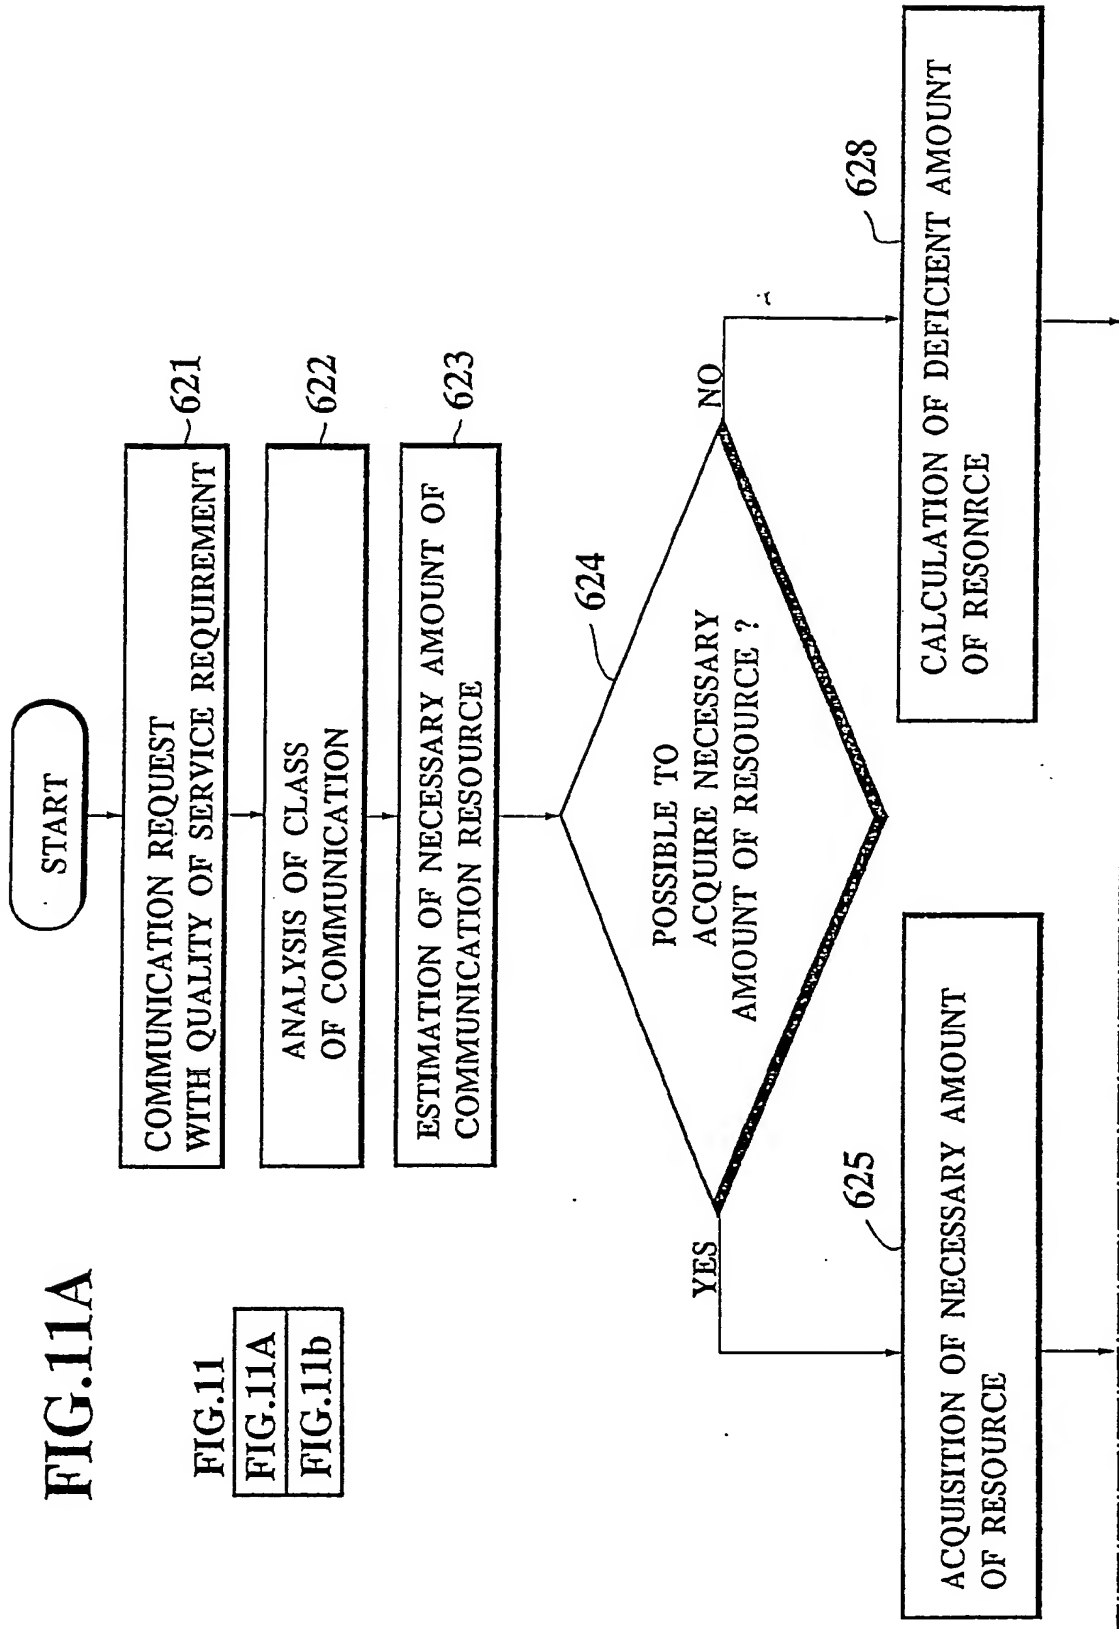 FIG.11A
FIG.11
FIG.11A
FIG.11b
START
621
COMMUNICATION REQUEST
WITH QUALITY OF SERVICE REQUIREMENT
622
ANALYSIS OF CLASS
OF COMMUNICATION
623
ESTIMATION OF NECESSARY AMOUNT OF
COMMUNICATION RESOURCE
624
POSSIBLE TO
ACQUIRE NECESSARY
AMOUNT OF RESOURCE ?
YES
NO
625
ACQUISITION OF NECESSARY AMOUNT
OF RESOURCE
628
CALCULATION OF DEFICIENT AMOUNT
OF RESONRCE